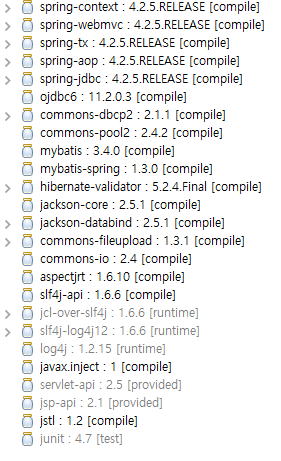 spring-context : 4.2.5.RELEASE [compile]
spring-webmvc : 4.2.5.RELEASE [compile]
spring-tx : 4.2.5.RELEASE [compile]
spring-aop : 4.2.5.RELEASE [compile]
spring-jdbc : 4.2.5.RELEASE [compile]
ojdbc6 : 11.2.0.3 [compile]
commons-dbcp2 : 2.1.1 [compile]
commons-pool2 : 2.4.2 [compile]
mybatis : 3.4.0 [compile]
mybatis-spring : 1.3.0 [compile]
hibernate-validator : 5.2.4.Final [compile]
jackson-core : 2.5.1 [compile]
jackson-databind : 2.5.1 [compile]
commons-fileupload : 1.3.1 [compile]
commons-io : 2.4 [compile]
aspectjrt : 1.6.10 [compile]
slf4j-api : 1.6.6 [compile]
jcl-over-slf4j : 1.6.6 [runtime]
slf4j-log4j12 : 1.6.6 [runtime]
log4j : 1.2.15 [runtime]
javax.inject : 1 [compile]
servlet-api : 2.5 [provided]
jsp-api : 2.1 [provided]
jstl : 1.2 [compile]
junit : 4.7 [test]